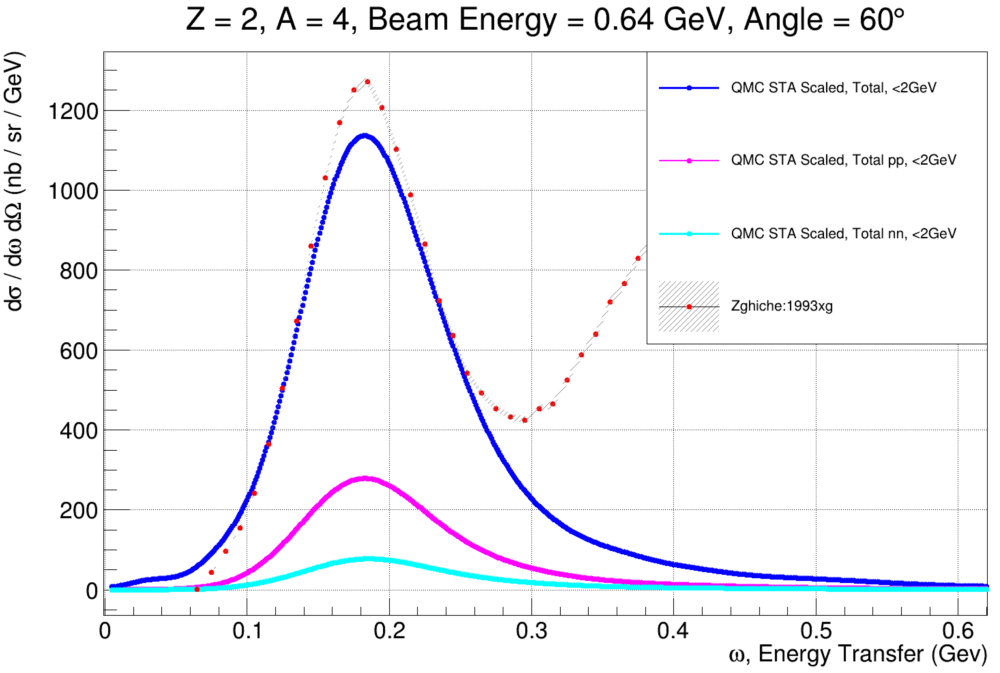 Z = 2, A = 4, Beam Energy = 0.64 GeV, Angle = 60°
dσ / dω dΩ (nb / sr / GeV)
1200
1000
800
600
400
200
0
QMC STA Scaled, Total, <2GeV
QMC STA Scaled, Total pp, <2GeV
QMC STA Scaled, Total nn, <2GeV
Zghiche:1993xg
0 0.1 0.2 0.3 0.4 0.5 0.6
ω, Energy Transfer (Gev)